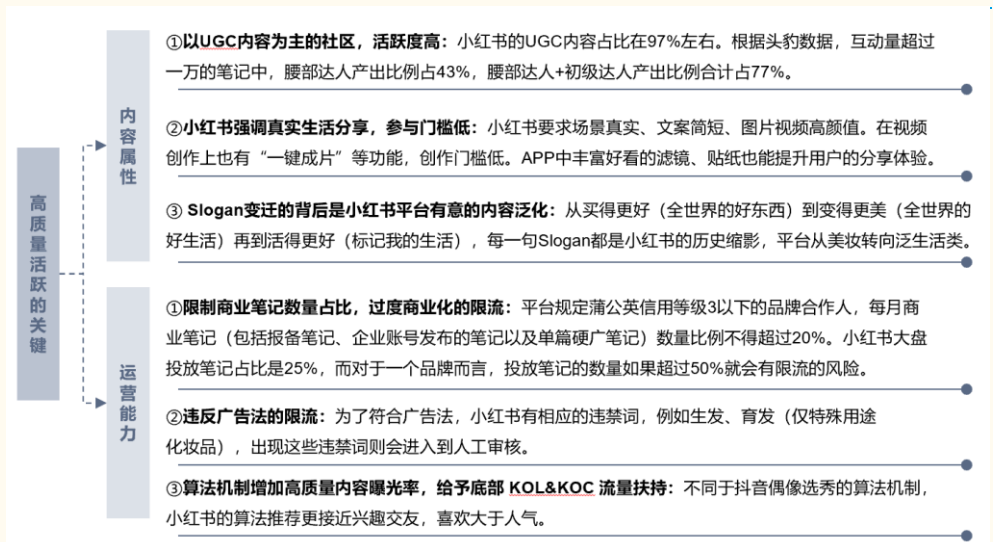 高质量活跃的关键
内容属性
①以UGC内容为主的社区，活跃度高：小红书的UGC内容占比在97%左右。根据头豹数据，互动量超过
一万的笔记中，腰部达人产出比例占43%，腰部达人+初级达人产出比例合计占77%。
②小红书强调真实生活分享，参与门槛低：小红书要求场景真实、文案简短、图片视频高颜值。在视频
创作上也有“一键成片”等功能，创作门槛低。APP中丰富好看的滤镜、贴纸也能提升用户的分享体验。
③ Slogan变迁的背后是小红书平台有意的内容泛化：从买得更好（全世界的好东西）到变得更美（全世界的
好生活）再到活得更好（标记我的生活），每一句Slogan都是小红书的历史缩影，平台从美妆转向泛生活类。
运营能力
①限制商业笔记数量占比，过度商业化的限流：平台规定蒲公英信用等级3以下的品牌合作人，每月商
业笔记（包括报备笔记、企业账号发布的笔记以及单篇硬广笔记）数量比例不得超过20%。小红书大盘
投放笔记占比是25%，而对于一个品牌而言，投放笔记的数量如果超过50%就会有限流的风险。
②违反广告法的限流：为了符合广告法，小红书有相应的违禁词，例如生发、育发（仅特殊用途
化妆品），出现这些违禁词则会进入到人工审核。
③算法机制增加高质量内容曝光率，给予底部 KOL&KOC 流量扶持：不同于抖音偶像选秀的算法机制，
小红书的算法推荐更接近兴趣交友，喜欢大于人气。